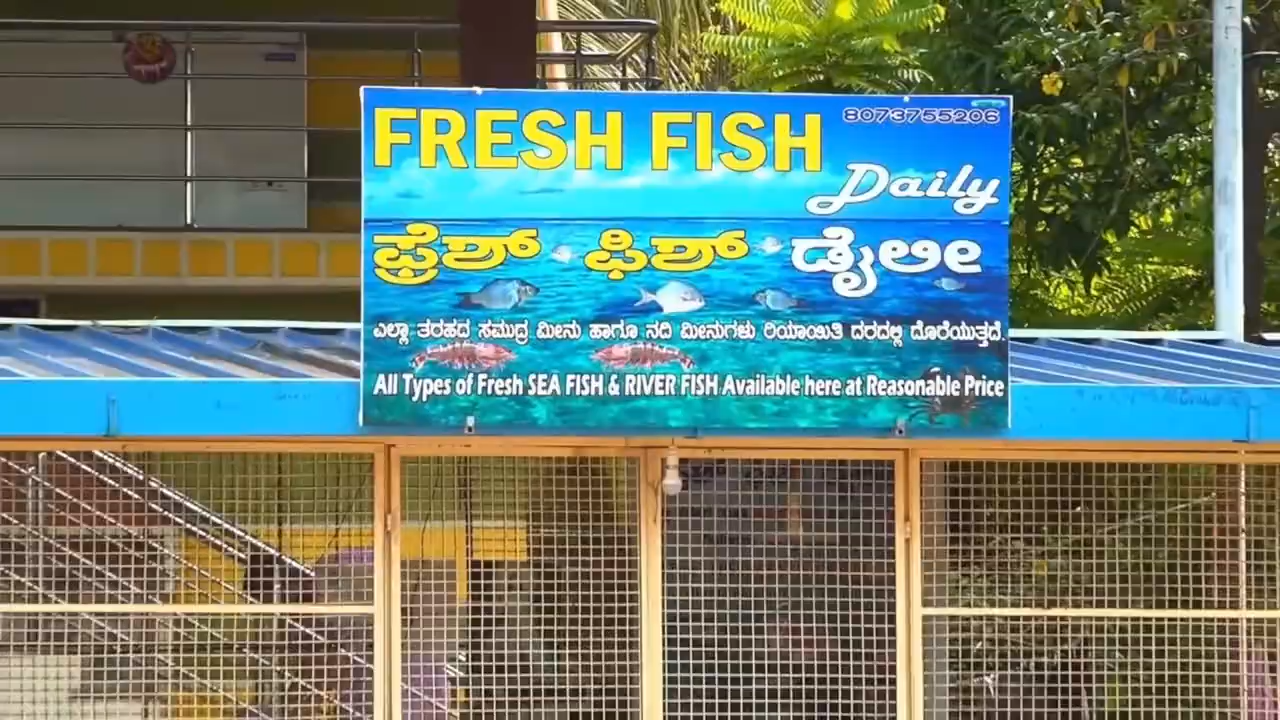 FRESH FISH
8073755206
Daily
ಫ್ರೆಶ್ ಫಿಶ್ ಡೈಲೀ
ಎಲ್ಲಾ ತರಹದ ಸಮುದ್ರ ಮೀನು ಹಾಗೂ ನದಿ ಮೀನುಗಳು ರಿಯಾಯಿತಿ ದರದಲ್ಲಿ ದೊರೆಯುತ್ತದೆ.
All Types of Fresh SEA FISH & RIVER FISH Available here at Reasonable Price